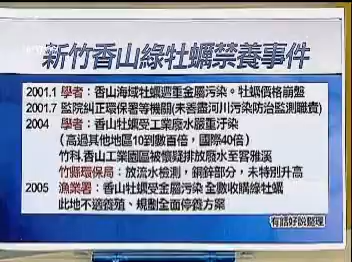 新竹香山綠牡蠣禁養事件
2001.1 學者：香山海域牡蠣遭重金屬污染。牡蠣價格崩盤
2001.7 監院糾正環保署等機關(未善盡河川污染防治監測職責)
2004 學者：香山牡蠣受工業廢水嚴重汙染
（高過其他地區10到數百倍，國際40倍）
竹科.香山工業園區被懷疑排放廢水至客雅溪
竹縣環保局：放流水檢測，銅鋅部分，未特別升高
2005 漁業署：香山牡蠣受金屬污染 全數收購綠牡蠣
此地不適養殖、規劃全面停養方案
有話好說整理